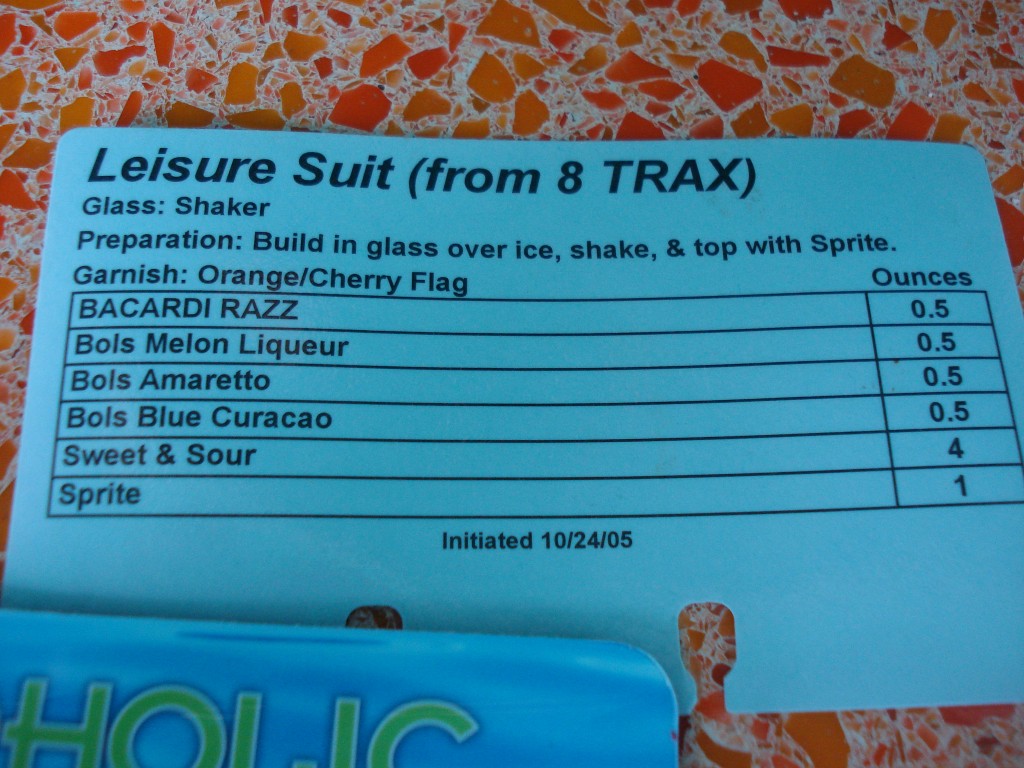 Leisure Suit (from 8 TRAX)
Glass: Shaker
Preparation: Build in glass over ice, shake, & top with Sprite.
Garnish: Orange/Cherry Flag Ounces
BACARDI RAZZ 0.5
Bols Melon Liqueur 0.5
Bols Amaretto 0.5
Bols Blue Curacao 0.5
Sweet & Sour 4
Sprite 1
Initiated 10/24/05
HOLIC